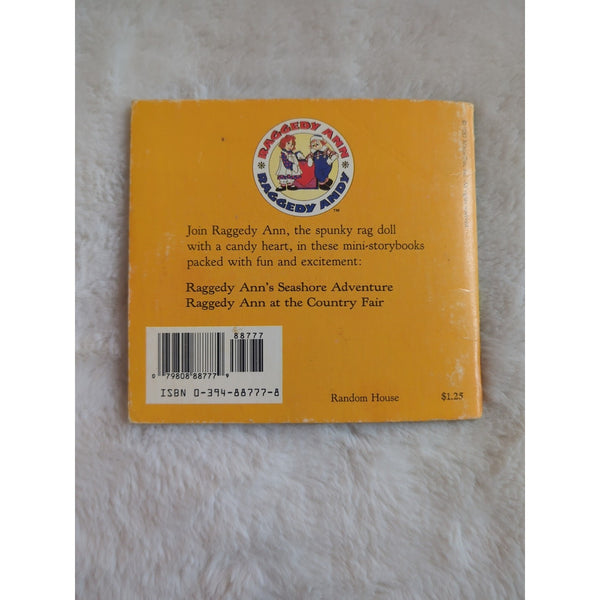 RAGGEDY ANN
RAGGEDY ANDY
™
Join Raggedy Ann, the spunky rag doll
with a candy heart, in these mini-storybooks
packed with fun and excitement:
Raggedy Ann's Seashore Adventure
Raggedy Ann at the Country Fair
88777
0 79808 88777 9
ISBN 0-394-88777-8
Random House $1.25